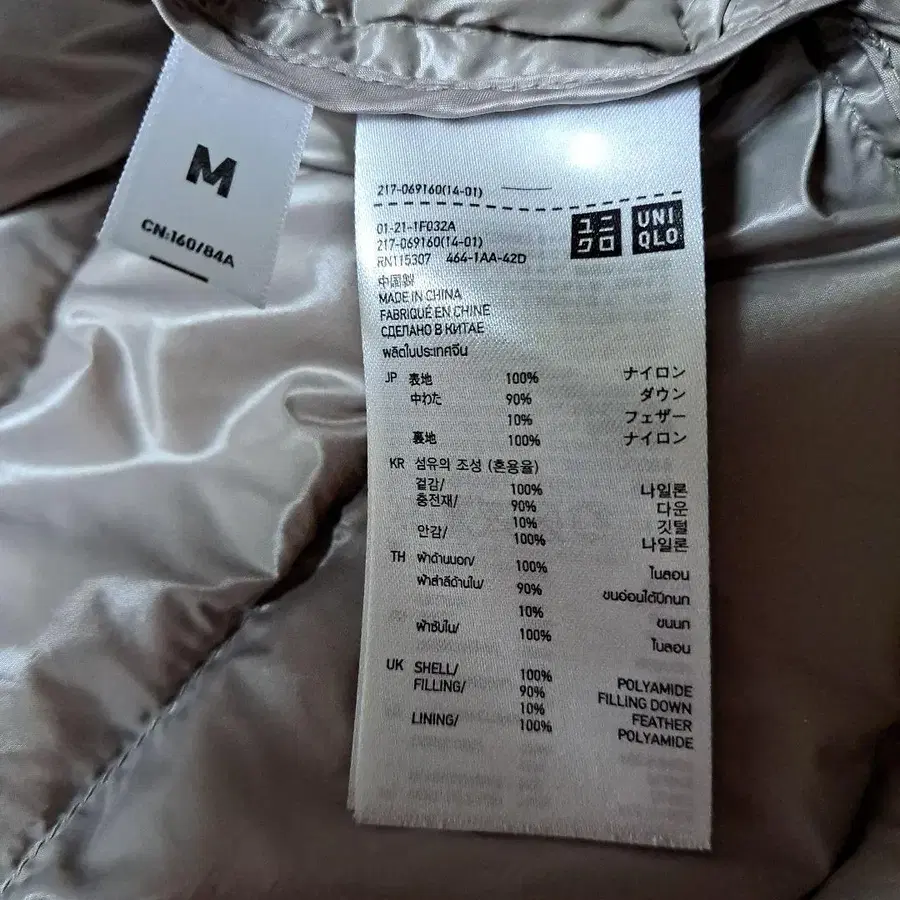 M
CN:160/84A
217-069160(14-01)
ユニ
クロ
UNI
QLO
01-21-1F032A
217-069160(14-01)
RN115307 464-1AA-42D
中国製
MADE IN CHINA
FABRIQUÉ EN CHINE
СДЕЛАНО В КИТАЕ
ผลิตในประเทศจีน
JP 表地 100% ナイロン
中わた 90% ダウン
10% フェザー
裏地 100% ナイロン
KR 섬유의 조성 (혼용율)
겉감/ 100% 나일론
충전재/ 90% 다운
10% 깃털
안감/ 100% 나일론
TH ผ้าด้านนอก/ 100% ไนลอน
ผ้าสำลีด้านใน/ 90% ขนอ่อนใต้ปีกนก
10% ขนนก
ผ้าซับใน/ 100% ไนลอน
UK SHELL/ 100% POLYAMIDE
FILLING/ 90% FILLING DOWN
10% FEATHER
LINING/ 100% POLYAMIDE